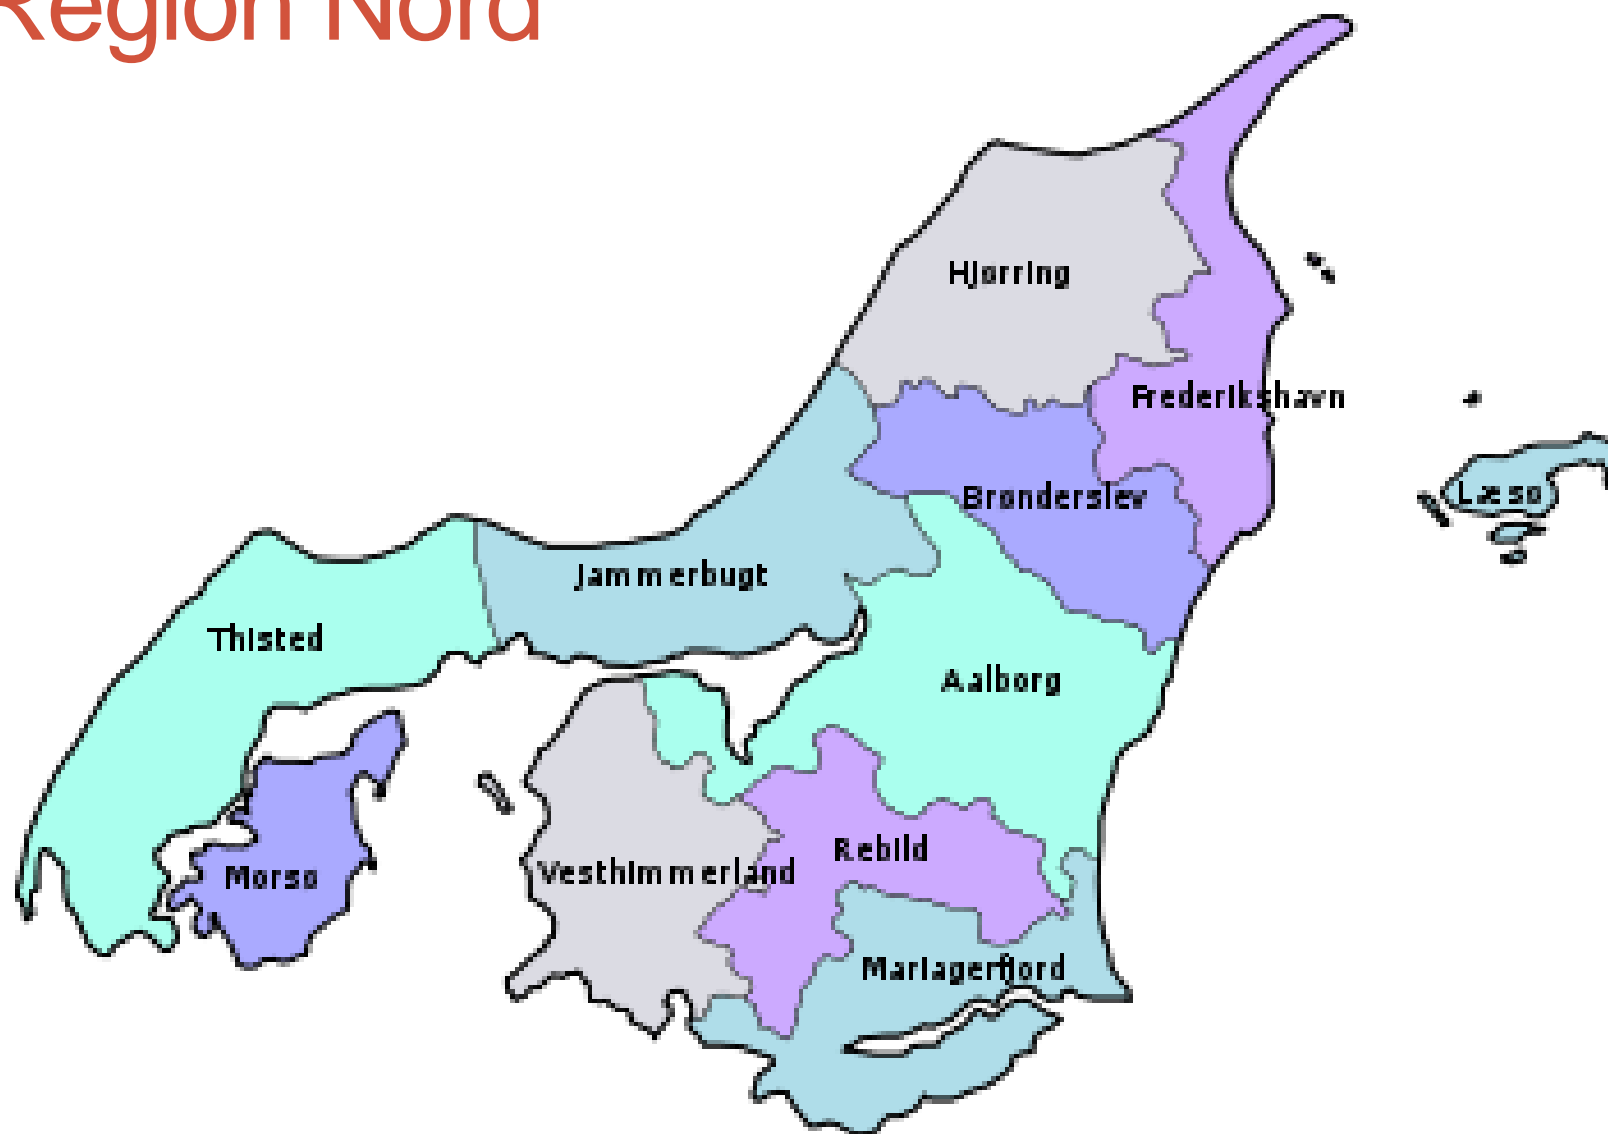 Region Nord
Hjørring
Frederikshavn
Læsø
Brønderslev
Jammerbugt
Thisted
Aalborg
Rebild
Vesthimmerland
Morsø
Mariagerfjord